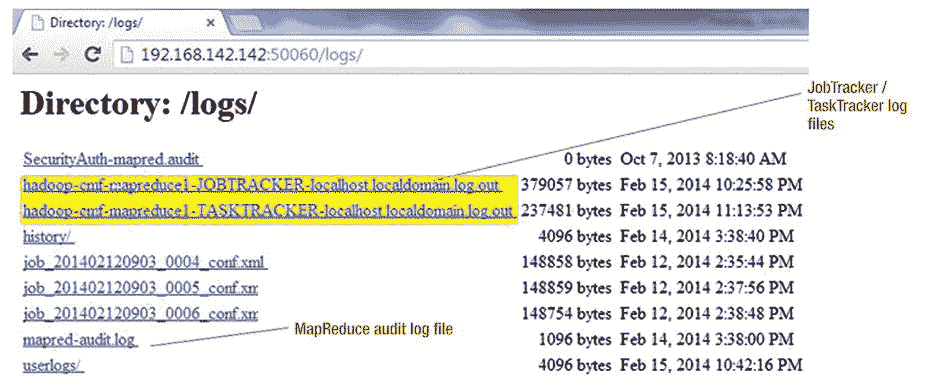 Directory: /logs/
192.168.142.142:50060/logs/
Directory: /logs/
JobTracker /
TaskTracker log
files
SecurityAuth-mapred.audit 0 bytes Oct 7, 2013 8:18:40 AM
hadoop-cmf-mapreduce1-JOBTRACKER-localhost.localdomain.log.out 379057 bytes Feb 15, 2014 10:25:58 PM
hadoop-cmf-mapreduce1-TASKTRACKER-localhost.localdomain.log.out 237481 bytes Feb 15, 2014 11:13:53 PM
history/ 4096 bytes Feb 14, 2014 3:38:40 PM
job_201402120903_0004_conf.xml 148858 bytes Feb 12, 2014 2:35:44 PM
job_201402120903_0005_conf.xm 148859 bytes Feb 12, 2014 2:37:56 PM
job_201402120903_0006_conf.xm 148754 bytes Feb 12, 2014 2:38:48 PM
mapred-audit.log 1096 bytes Feb 14, 2014 3:38:00 PM
MapReduce audit log file
userlogs/ 4096 bytes Feb 15, 2014 10:42:16 PM